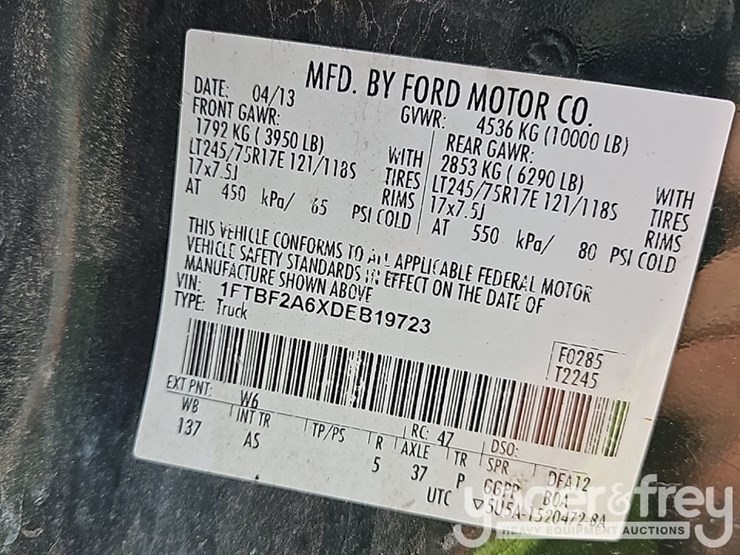 MFD. BY FORD MOTOR CO.
DATE: 04/13 GVWR: 4536 KG (10000 LB)
FRONT GAWR: REAR GAWR:
1792 KG ( 3950 LB) WITH 2853 KG ( 6290 LB) WITH
LT245/75R17E 121/118S TIRES LT245/75R17E 121/118S TIRES
17x7.5J RIMS 17x7.5J RIMS
AT 450 kPa/ 65 PSI COLD AT 550 kPa/ 80 PSI COLD
THIS VEHICLE CONFORMS TO ALL APPLICABLE FEDERAL MOTOR
VEHICLE SAFETY STANDARDS IN EFFECT ON THE DATE OF
MANUFACTURE SHOWN ABOVE
VIN: 1FTBF2A6XDEB19723
TYPE: Truck
F0285
T2245
EXT PNT: W6 RC: 47 DSO:
WB INT TR TP/PS R AXLE TR SPR DFA12
137 AS 5 37 P GGPP BOA
UTC ▽5U5A-1520472-BA
yoder&frey
HEAVY EQUIPMENT AUCTIONS